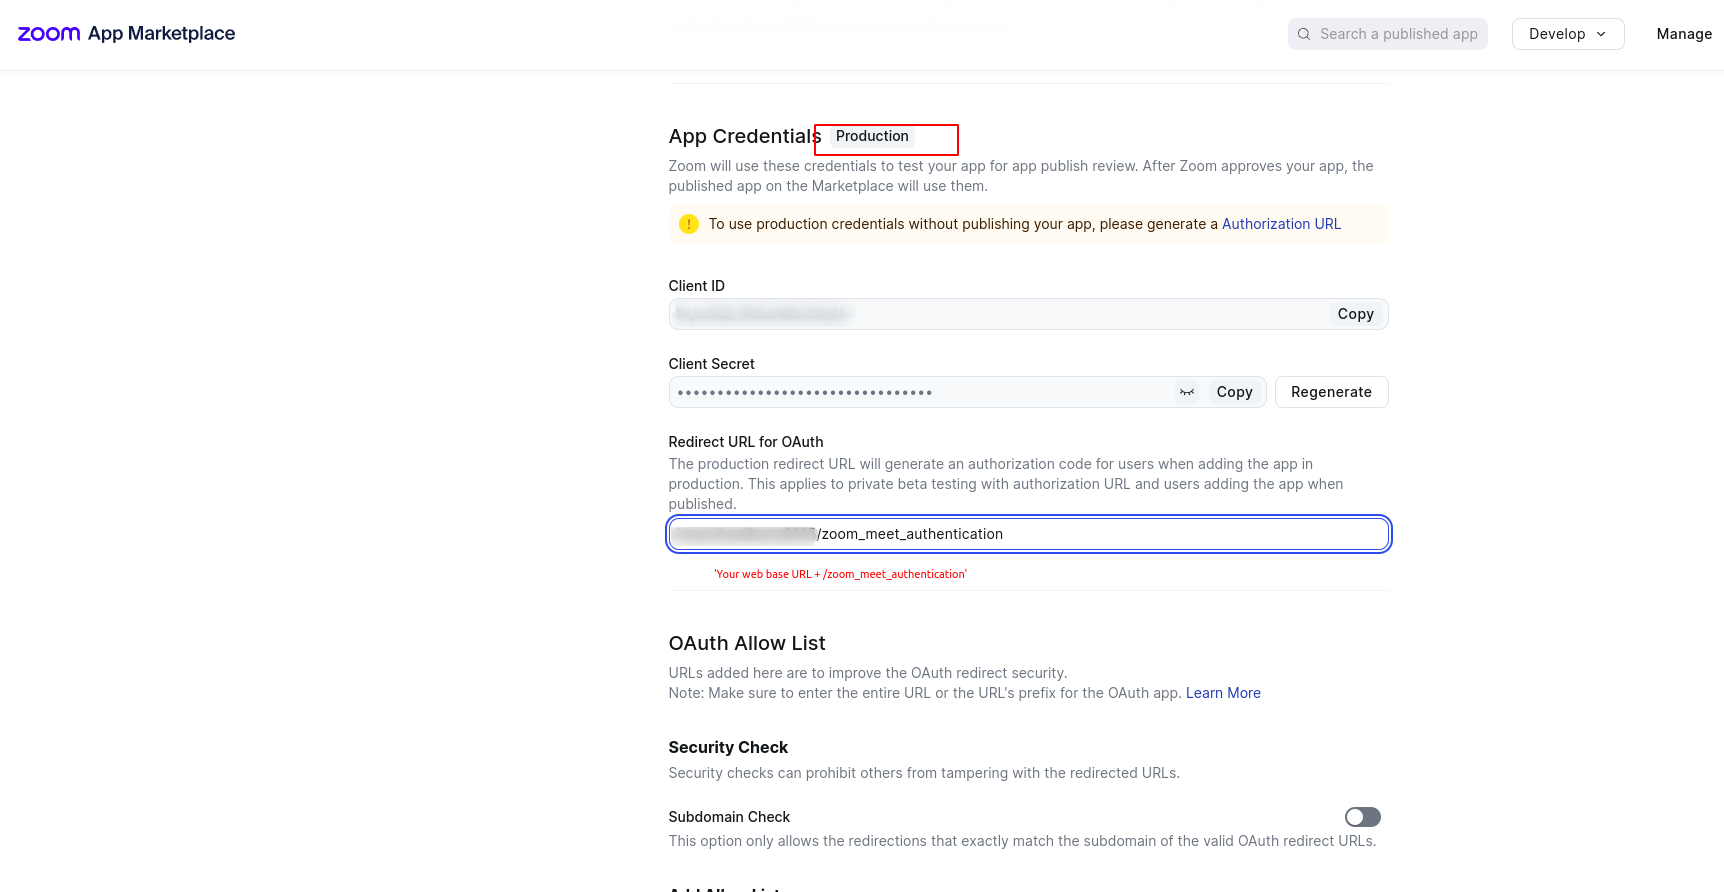 zoom App Marketplace
Search a published app
Develop
Manage
App Credentials Production
Zoom will use these credentials to test your app for app publish review. After Zoom approves your app, the
published app on the Marketplace will use them.
! To use production credentials without publishing your app, please generate a Authorization URL
Client ID
Copy
Client Secret
•••••••••••••••••••••••••••••••• Copy Regenerate
Redirect URL for OAuth
The production redirect URL will generate an authorization code for users when adding the app in
production. This applies to private beta testing with authorization URL and users adding the app when
published.
/zoom_meet_authentication
'Your web base URL + /zoom_meet_authentication'
OAuth Allow List
URLs added here are to improve the OAuth redirect security.
Note: Make sure to enter the entire URL or the URL's prefix for the OAuth app. Learn More
Security Check
Security checks can prohibit others from tampering with the redirected URLs.
Subdomain Check
This option only allows the redirections that exactly match the subdomain of the valid OAuth redirect URLs.